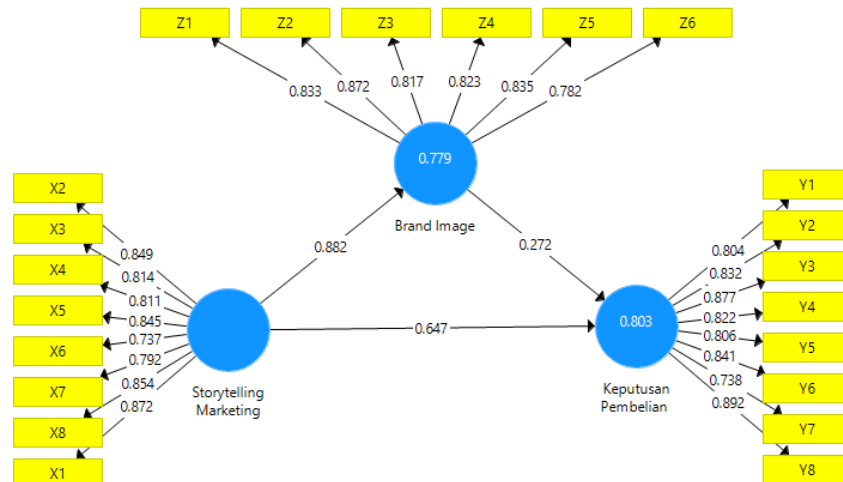 Z1 Z2 Z3 Z4 Z5 Z6
0.833 0.872 0.817 0.823 0.835 0.782
0.779
Brand Image
X2
X3
X4
X5
X6
X7
X8
X1
0.849
0.814
0.811
0.845
0.737
0.792
0.854
0.872
Storytelling
Marketing
0.882
0.272
0.647
0.803
Keputusan
Pembelian
0.804
0.832
0.877
0.822
0.806
0.841
0.738
0.892
Y1
Y2
Y3
Y4
Y5
Y6
Y7
Y8